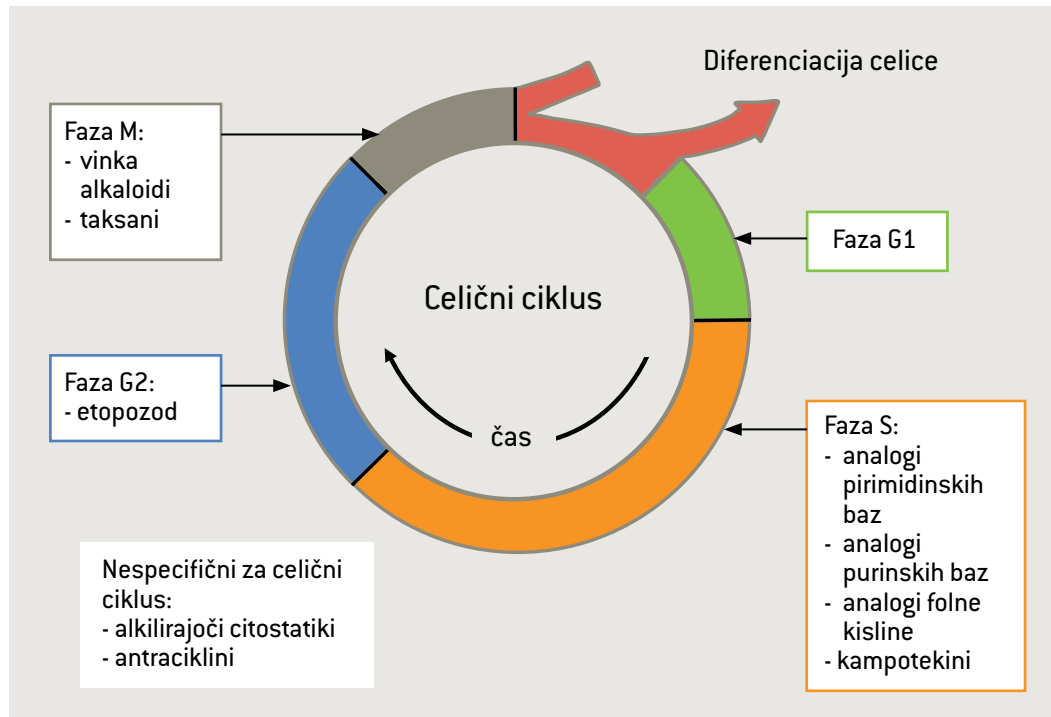 Diferenciacija celice
Faza M:
- vinka
alkaloidi
- taksani
Faza G1
Celični ciklus
Faza G2:
- etopozod
čas
Faza S:
- analogi
pirimidinskih
baz
- analogi
purinskih baz
- analogi folne
kisline
- kampotekini
Nespecifični za celični
ciklus:
- alkilirajoči citostatiki
- antraciklini